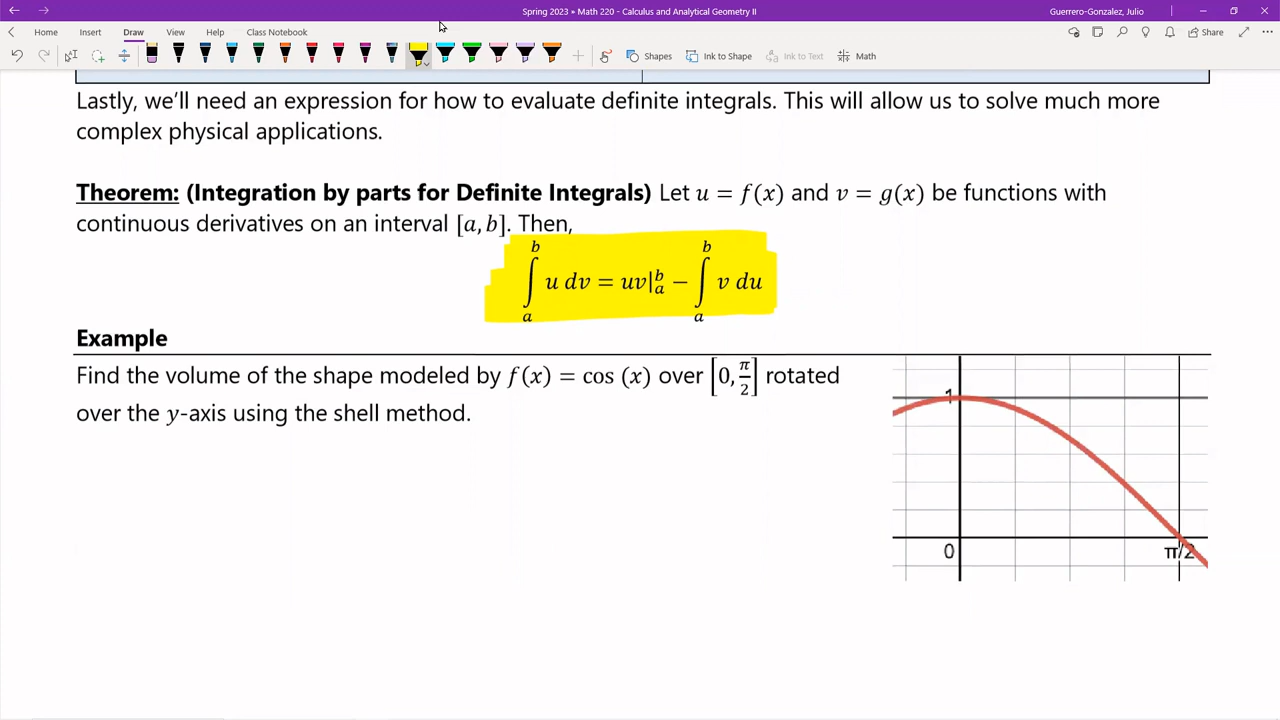 Spring 2023 » Math 220 - Calculus and Analytical Geometry II
Guerrero-Gonzalez, Julio
Home Insert Draw View Help Class Notebook
Share
Shapes Ink to Shape Ink to Text Math
Lastly, we'll need an expression for how to evaluate definite integrals. This will allow us to solve much more
complex physical applications.
Theorem: (Integration by parts for Definite Integrals) Let u = f(x) and v = g(x) be functions with
continuous derivatives on an interval [a, b]. Then,
∫_a^b u dv = uv|_a^b − ∫_a^b v du
Example
Find the volume of the shape modeled by f(x) = cos (x) over [0, π/2] rotated
over the y-axis using the shell method.
1
0
π/2